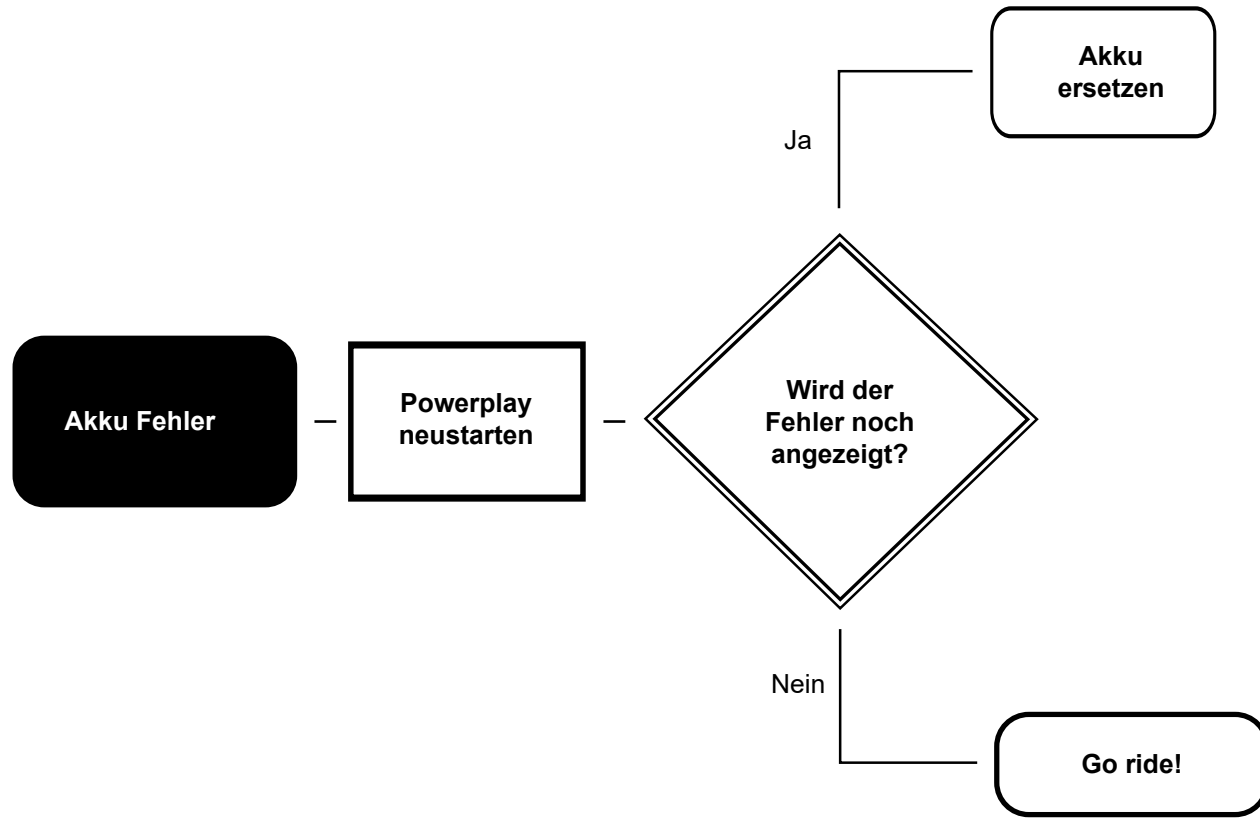 Akku
ersetzen
Ja
Akku Fehler
Powerplay
neustarten
Wird der
Fehler noch
angezeigt?
Nein
Go ride!